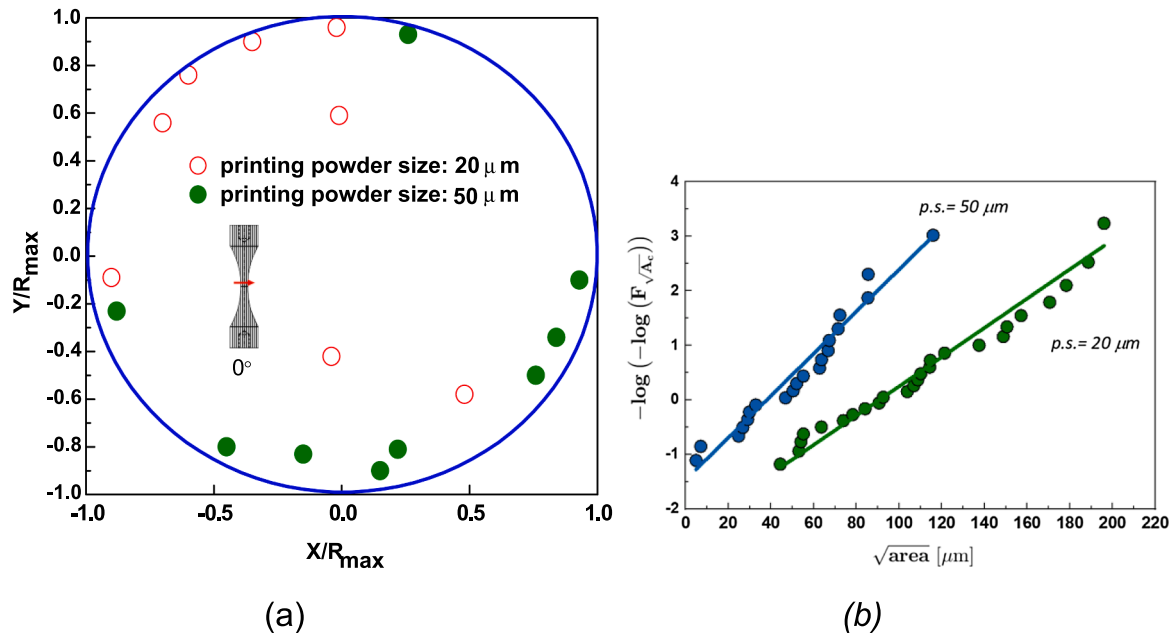 (a)
1.0
0.8
0.6
0.4
0.2
0.0
-0.2
-0.4
-0.6
-0.8
-1.0
Y/Rmax
printing powder size: 20 μm
printing powder size: 50 μm
0°
-1.0 -0.5 0.0 0.5 1.0
X/Rmax
(a)
4
3
2
1
0
-1
-2
−log (−log (F√Ac))
p.s.= 50 μm
p.s.= 20 μm
0 20 40 60 80 100 120 140 160 180 200 220
√area [μm]
(b)